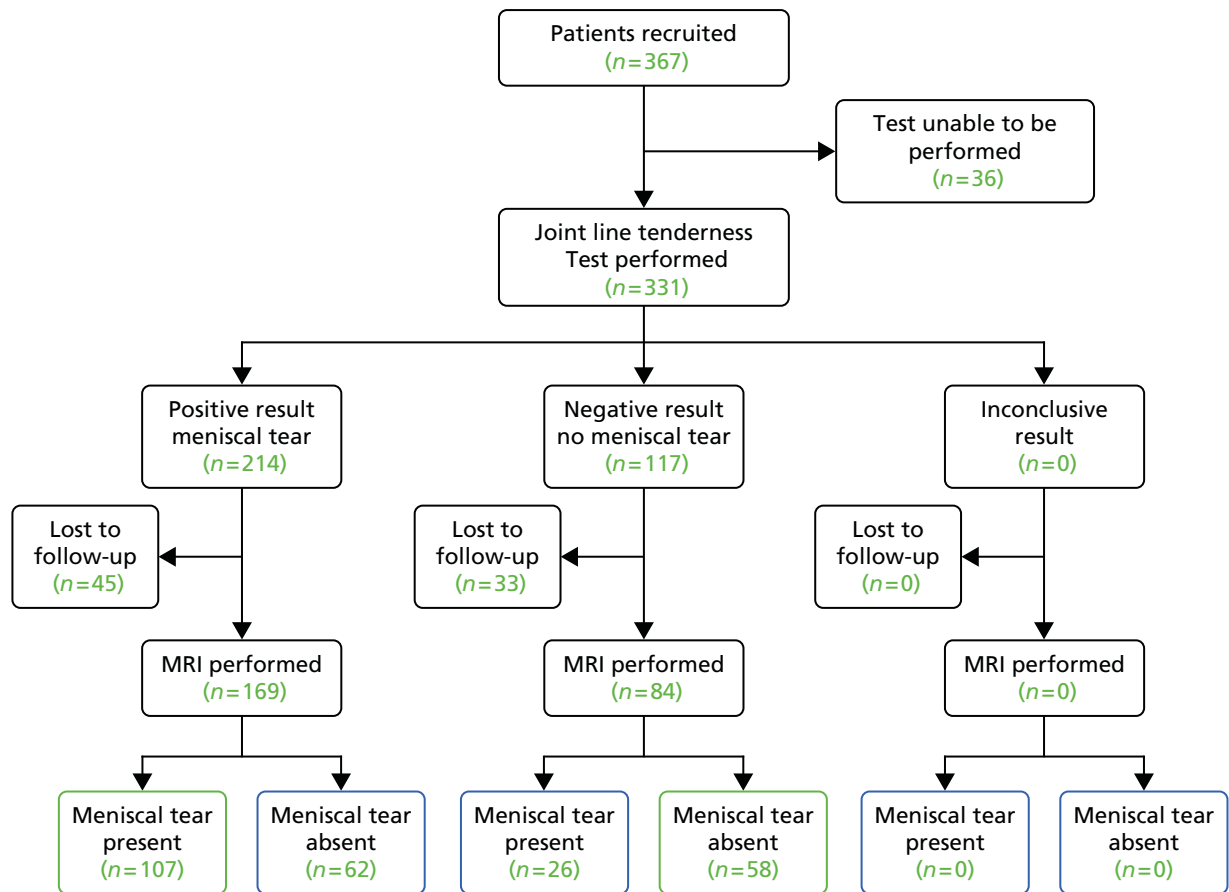 Patients recruited
(n=367)
Test unable to be
performed
(n=36)
Joint line tenderness
Test performed
(n=331)
Positive result
meniscal tear
(n=214)
Negative result
no meniscal tear
(n=117)
Inconclusive
result
(n=0)
Lost to
follow-up
(n=45)
Lost to
follow-up
(n=33)
Lost to
follow-up
(n=0)
MRI performed
(n=169)
MRI performed
(n=84)
MRI performed
(n=0)
Meniscal tear
present
(n=107)
Meniscal tear
absent
(n=62)
Meniscal tear
present
(n=26)
Meniscal tear
absent
(n=58)
Meniscal tear
present
(n=0)
Meniscal tear
absent
(n=0)